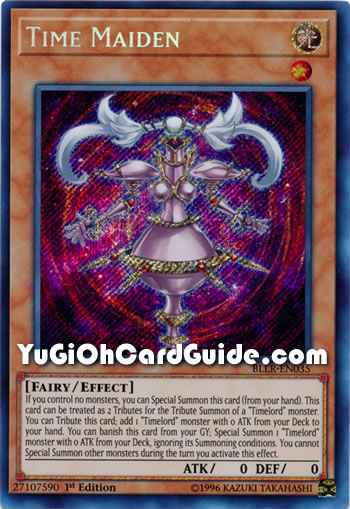 TIME MAIDEN
YuGiOhCardGuide.com
BLLR-EN035
[FAIRY/EFFECT]
If you control no monsters, you can Special Summon this card (from your hand). This
card can be treated as 2 Tributes for the Tribute Summon of a "Timelord" monster.
You can Tribute this card; add 1 "Timelord" monster with 0 ATK from your Deck to
your hand. You can banish this card from your GY; Special Summon 1 "Timelord"
monster with 0 ATK from your Deck, ignoring its Summoning conditions. You cannot
Special Summon other monsters during the turn you activate this effect.
ATK/ 0 DEF/ 0
27107590 1st Edition ©1996 KAZUKI TAKAHASHI